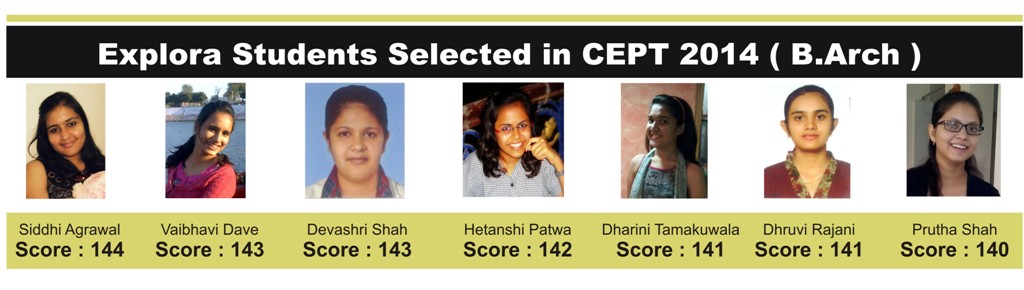 Explora Students Selected in CEPT 2014 ( B.Arch )
Siddhi Agrawal
Score : 144
Vaibhavi Dave
Score : 143
Devashri Shah
Score : 143
Hetanshi Patwa
Score : 142
Dharini Tamakuwala
Score : 141
Dhruvi Rajani
Score : 141
Prutha Shah
Score : 140